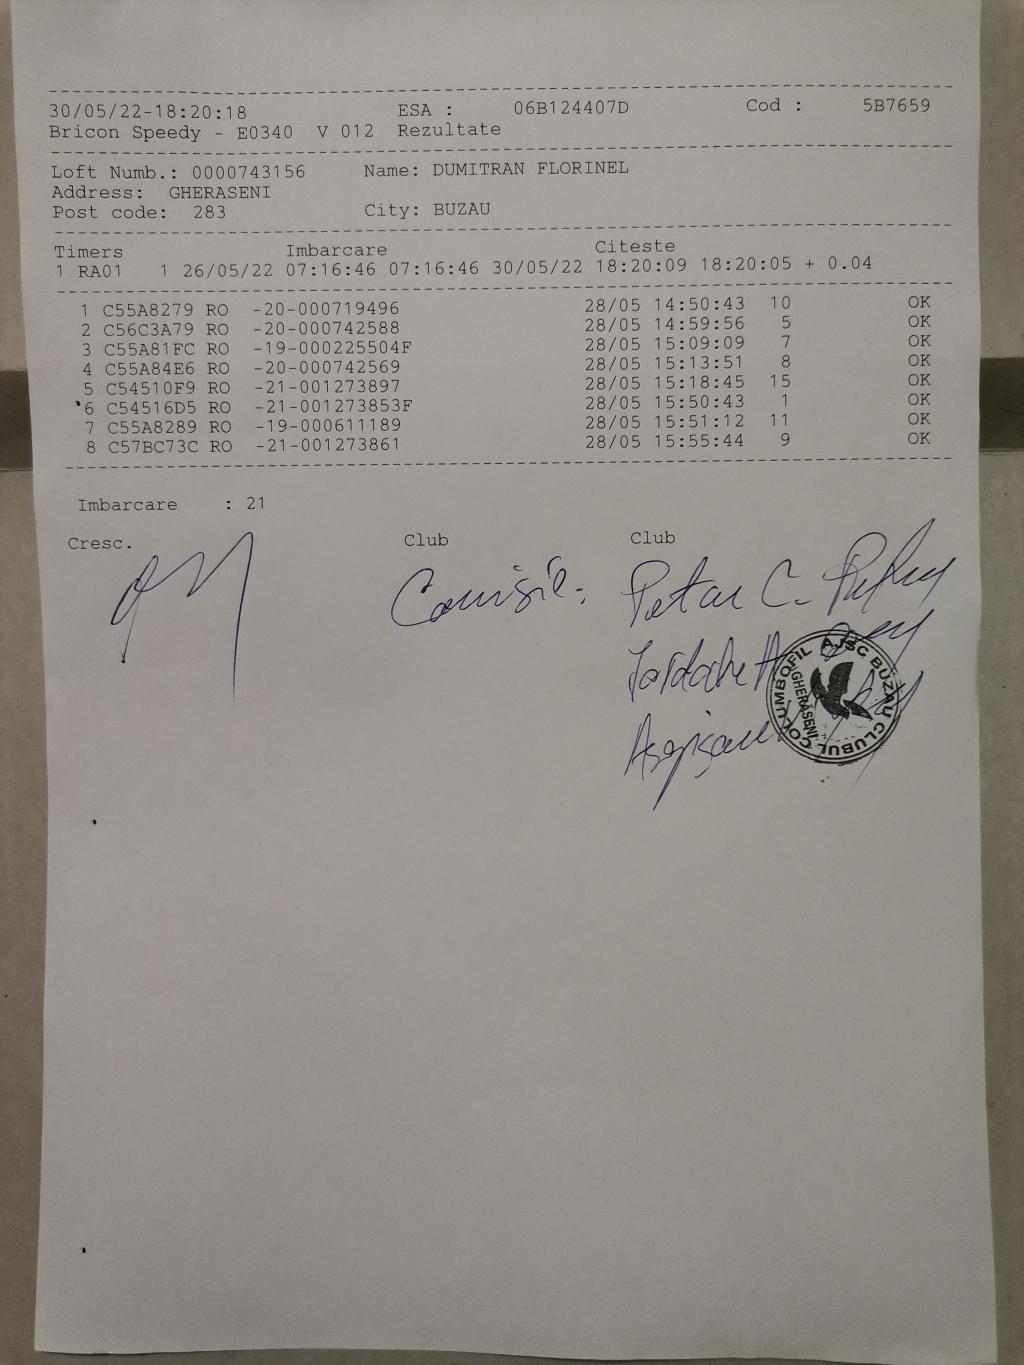 30/05/22-18:20:18 ESA : 06B124407D Cod : 5B7659
Bricon Speedy - E0340 V 012 Rezultate
Loft Numb.: 0000743156 Name: DUMITRAN FLORINEL
Address: GHERASENI
Post code: 283 City: BUZAU
Timers Imbarcare Citeste
1 RA01 1 26/05/22 07:16:46 07:16:46 30/05/22 18:20:09 18:20:05 + 0.04
1 C55A8279 RO -20-000719496 28/05 14:50:43 10 OK
2 C56C3A79 RO -20-000742588 28/05 14:59:56 5 OK
3 C55A81FC RO -19-000225504F 28/05 15:09:09 7 OK
4 C55A84E6 RO -20-000742569 28/05 15:13:51 8 OK
5 C54510F9 RO -21-001273897 28/05 15:18:45 15 OK
6 C54516D5 RO -21-001273853F 28/05 15:50:43 1 OK
7 C55A8289 RO -19-000611189 28/05 15:51:12 11 OK
8 C57BC73C RO -21-001273861 28/05 15:55:44 9 OK
Imbarcare : 21
Cresc. Club Club
Comisie: Petar C.
Iordache A
CLUBUL COLUMBOFIL AJSC BUZAU
GHERASENI